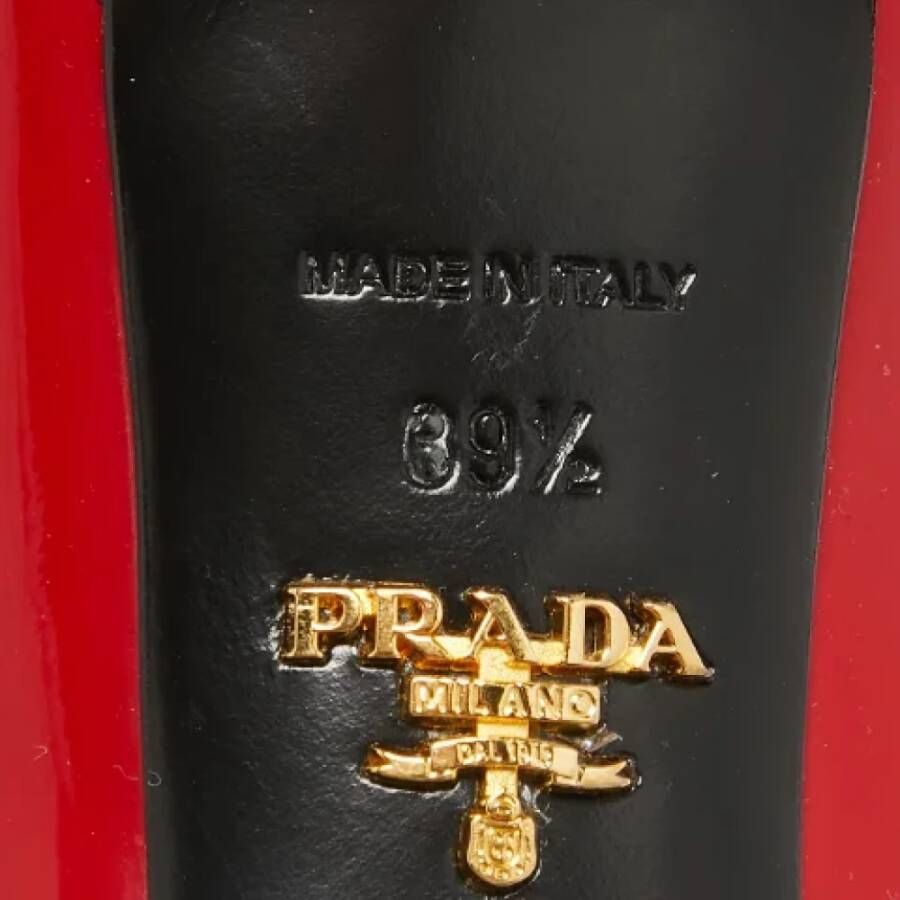 MADE IN ITALY
39½
PRADA
MILANO
DAL 1913